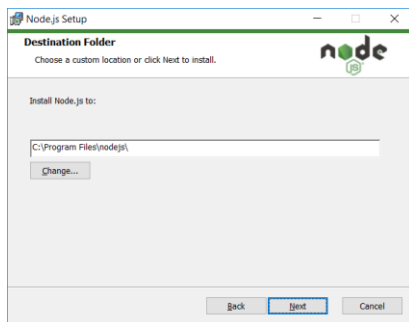 Node.js Setup
Destination Folder
Choose a custom location or click Next to install.
node
JS
Install Node.js to:
C:\Program Files\nodejs\
Change...
Back Next Cancel